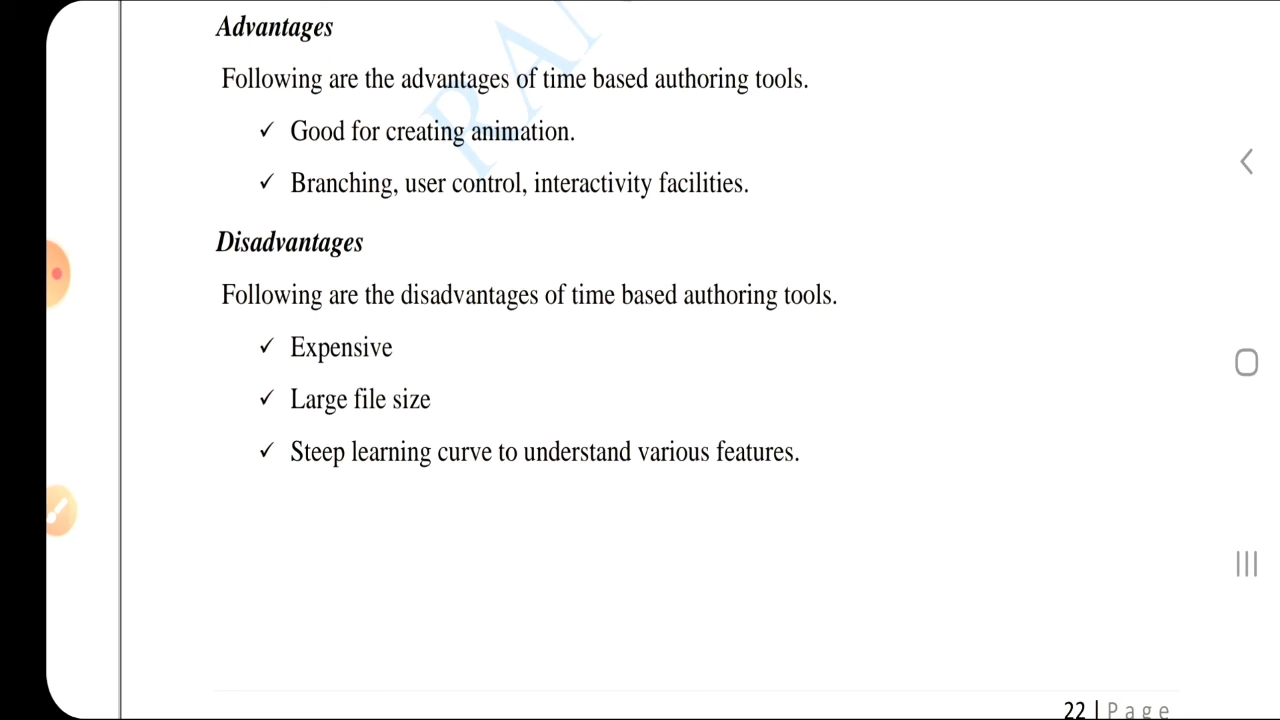 Advantages
Following are the advantages of time based authoring tools.
✓ Good for creating animation.
✓ Branching, user control, interactivity facilities.
Disadvantages
Following are the disadvantages of time based authoring tools.
✓ Expensive
✓ Large file size
✓ Steep learning curve to understand various features.
22 | Page